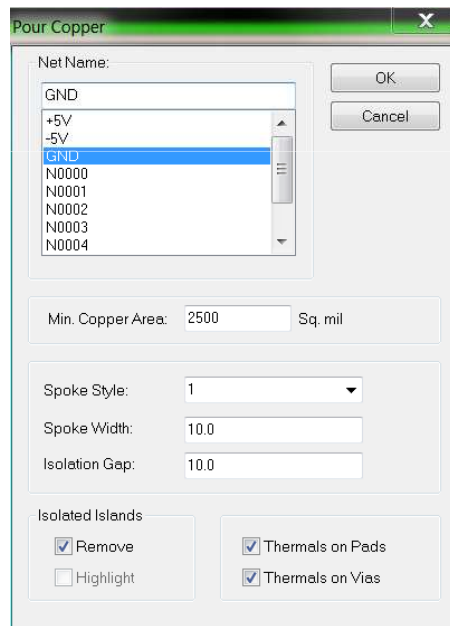 Pour Copper
X
Net Name:
GND
+5V
-5V
GND
N0000
N0001
N0002
N0003
N0004
OK
Cancel
Min. Copper Area: 2500 Sq. mil
Spoke Style: 1
Spoke Width: 10.0
Isolation Gap: 10.0
Isolated Islands
Remove
Highlight
Thermals on Pads
Thermals on Vias